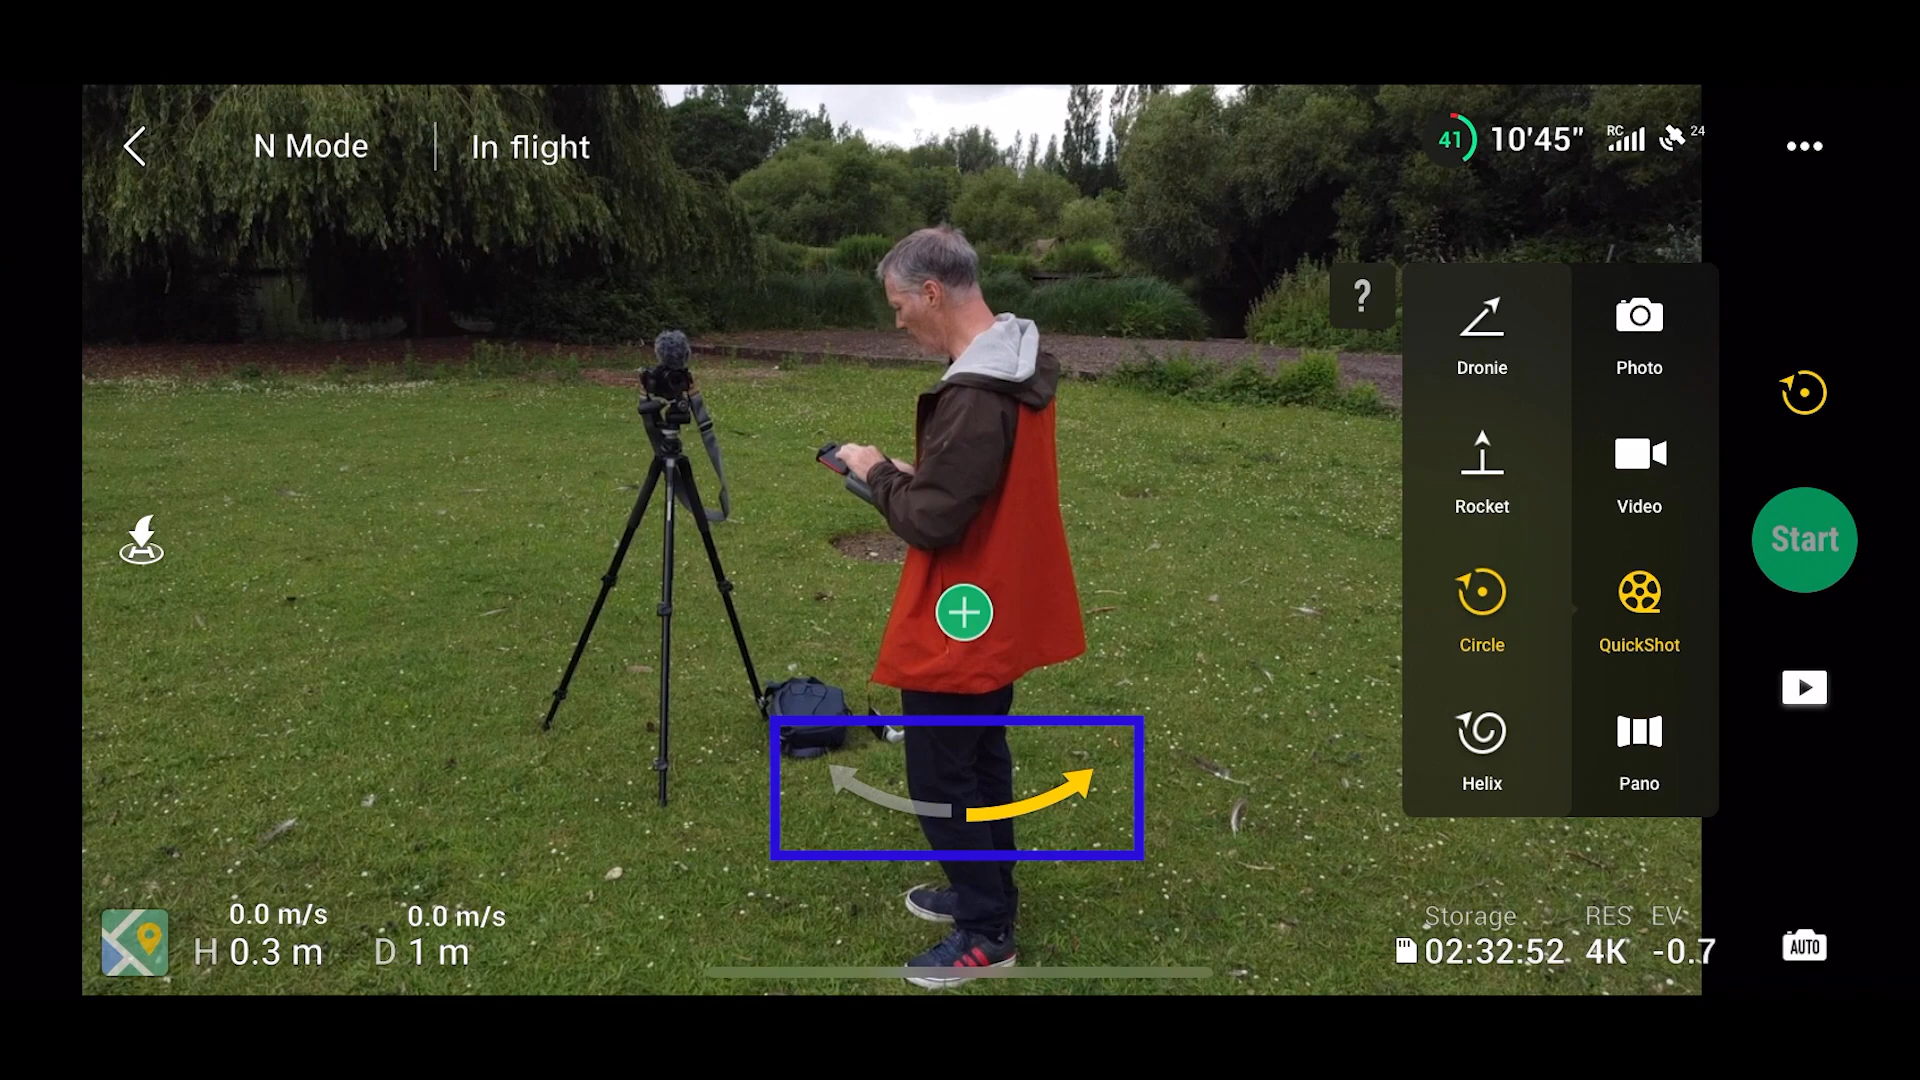 N Mode
In flight
41
10'45"
RC
24
?
Dronie
Photo
Rocket
Video
Circle
QuickShot
Helix
Pano
Start
0.0 m/s
0.0 m/s
H 0.3 m
D 1 m
Storage
RES
EV
02:32:52
4K
-0.7
AUTO